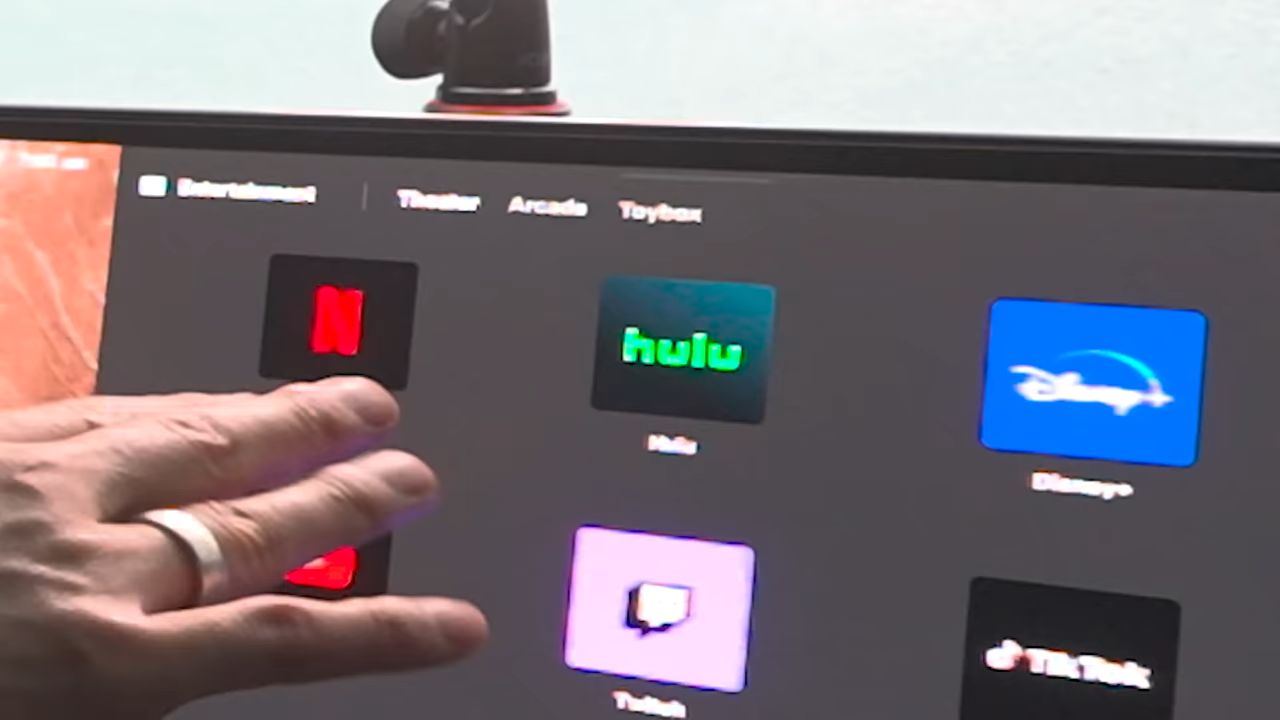 Entertainment Theater Arcade Toybox
N hulu Disney+
Hulu Disney+
TikTok
Twitch